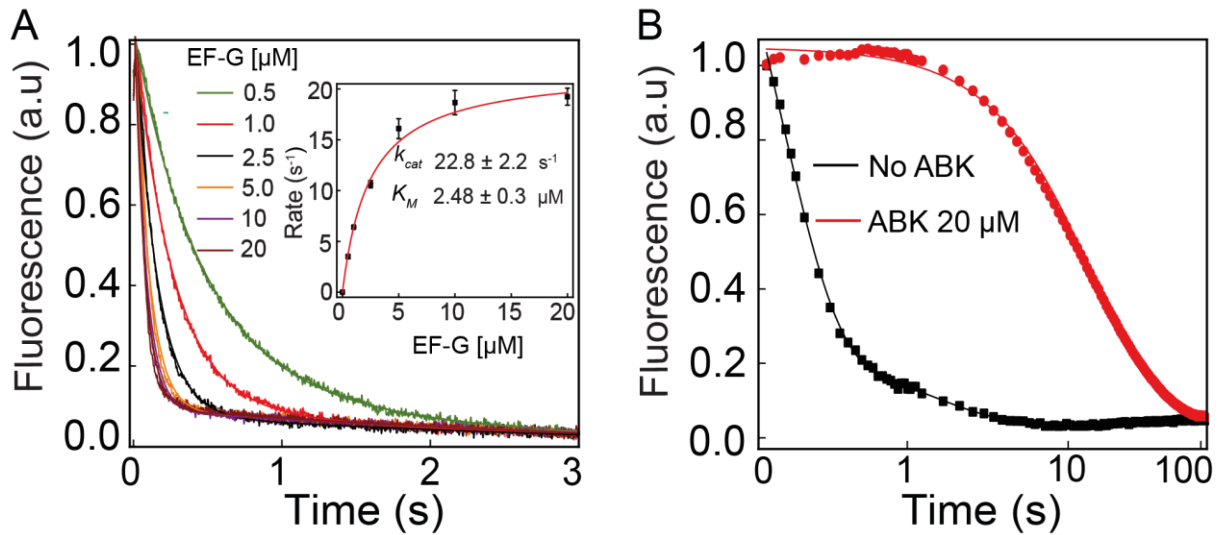 A
EF-G [µM]
0.5
1.0
2.5
5.0
10
20
Fluorescence (a.u)
1.0
0.8
0.6
0.4
0.2
0.0
0
1
2
3
Time (s)
Rate (s⁻¹)
20
15
10
5
0
k_cat 22.8 ± 2.2 s⁻¹
K_M 2.48 ± 0.3 µM
0
5
10
15
20
EF-G [µM]
B
Fluorescence (a.u)
1.0
0.8
0.6
0.4
0.2
0.0
No ABK
ABK 20 µM
0
1
10
100
Time (s)